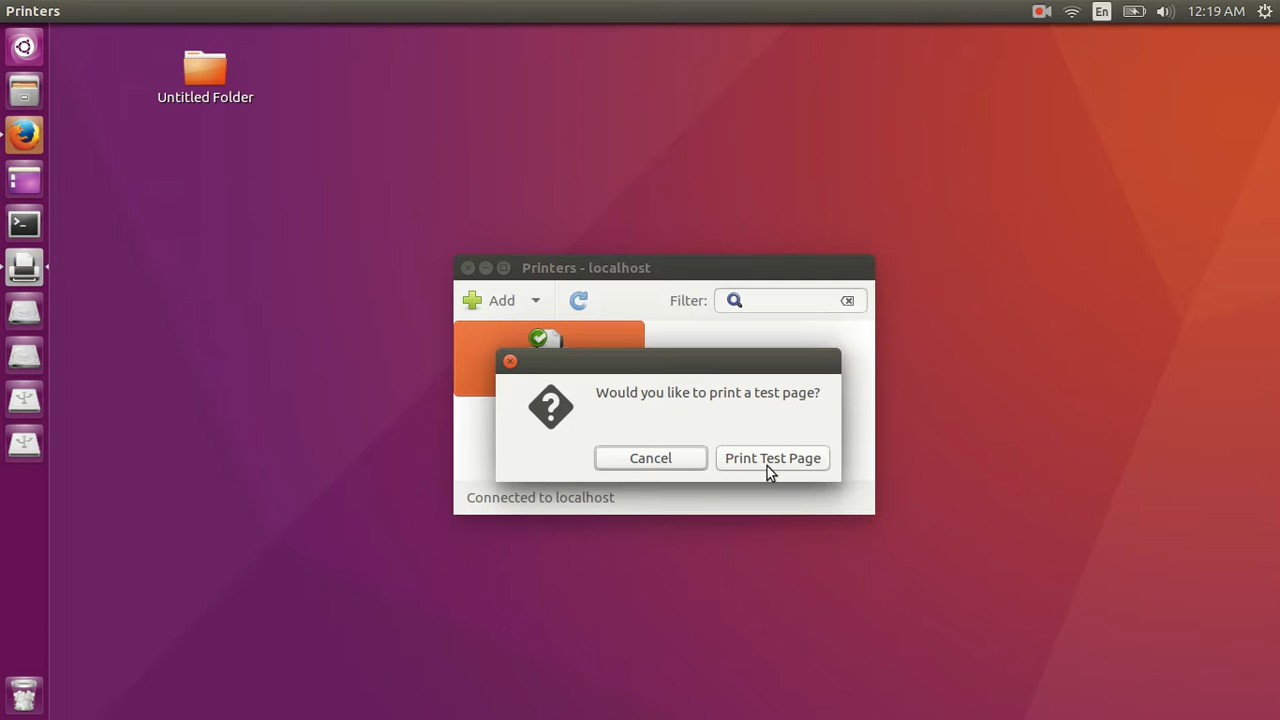 Printers
En
12:19 AM
Untitled Folder
Printers - localhost
Add
Filter:
Would you like to print a test page?
Cancel
Print Test Page
Connected to localhost